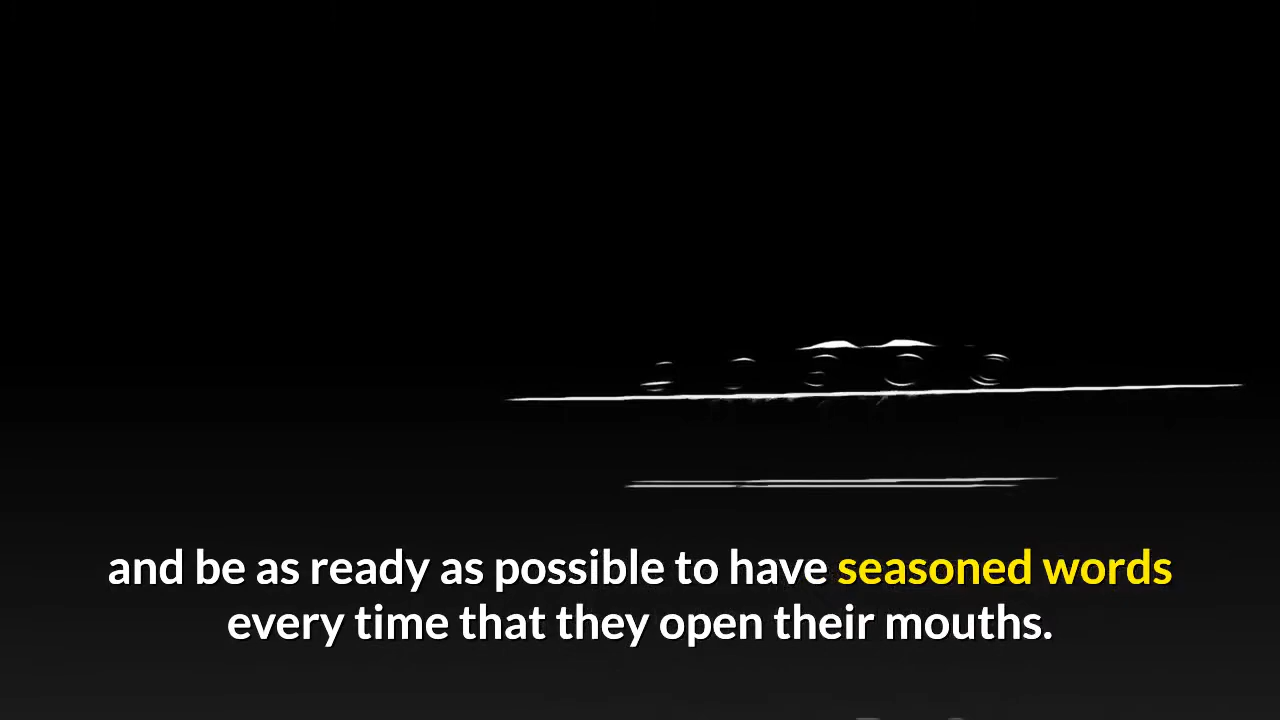 and be as ready as possible to have seasoned words
every time that they open their mouths.